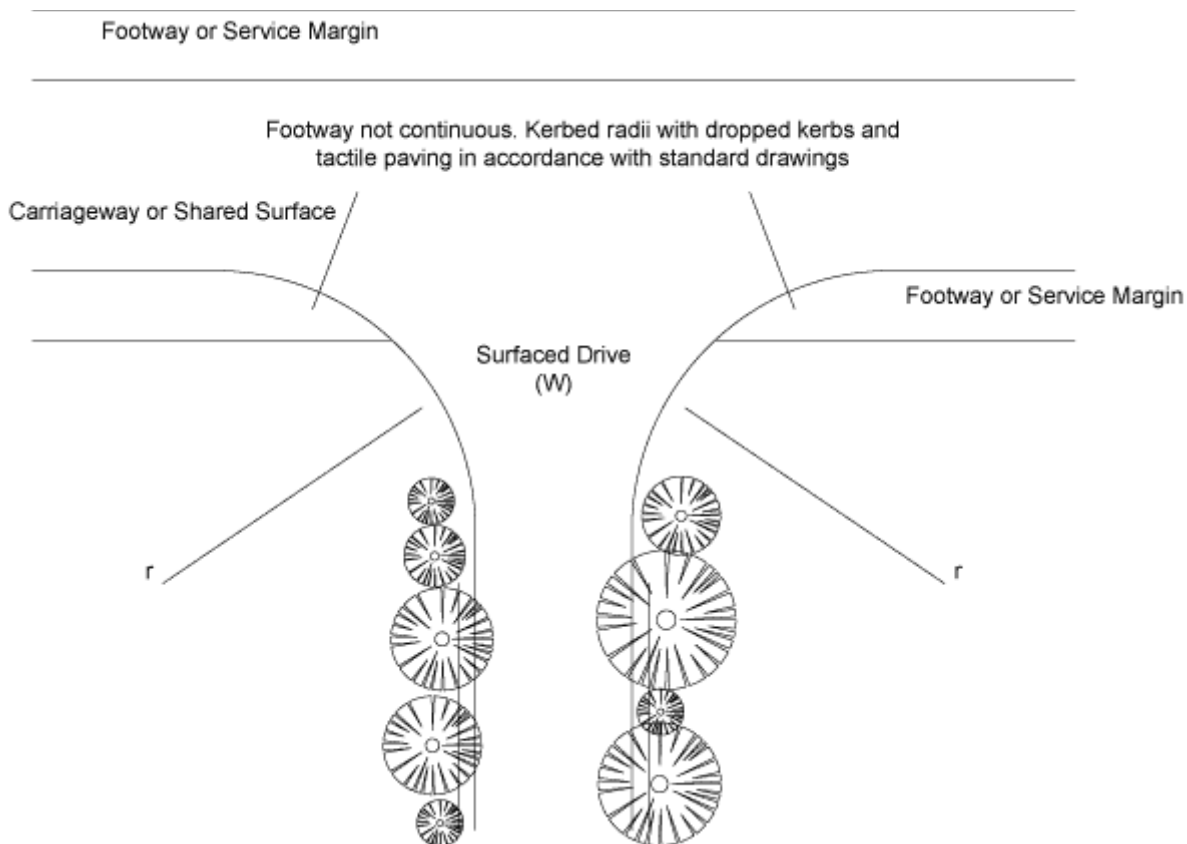 Footway or Service Margin
Footway not continuous. Kerbed radii with dropped kerbs and
tactile paving in accordance with standard drawings
Carriageway or Shared Surface
Footway or Service Margin
Surfaced Drive
(W)
r
r